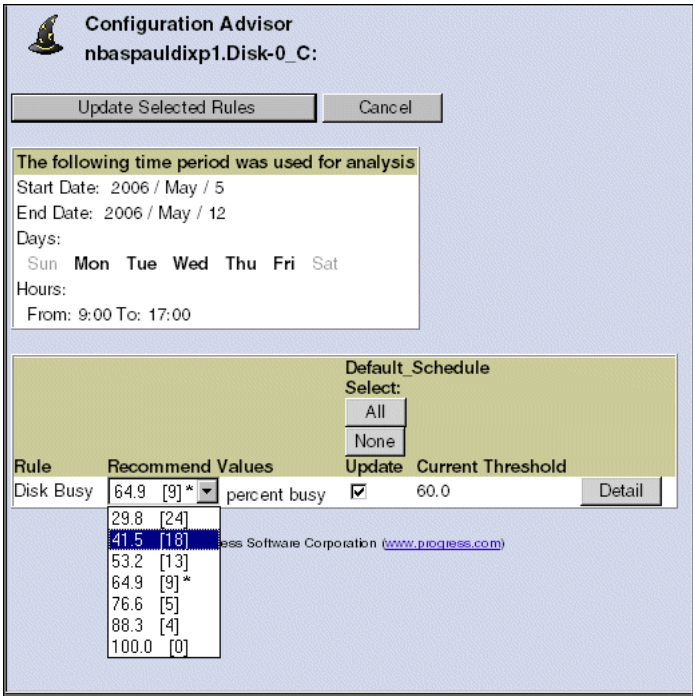 Configuration Advisor
nbaspauldixp1.Disk-0_C:
Update Selected Rules Cancel
The following time period was used for analysis
Start Date: 2006 / May / 5
End Date: 2006 / May / 12
Days:
Sun Mon Tue Wed Thu Fri Sat
Hours:
From: 9:00 To: 17:00
Default_Schedule
Select:
All
None
Rule Recommend Values Update Current Threshold
Disk Busy 64.9 [9] * percent busy 60.0 Detail
29.8 [24]
41.5 [18]
Software Corporation (www.progress.com)
53.2 [13]
64.9 [9] *
76.6 [5]
88.3 [4]
100.0 [0]